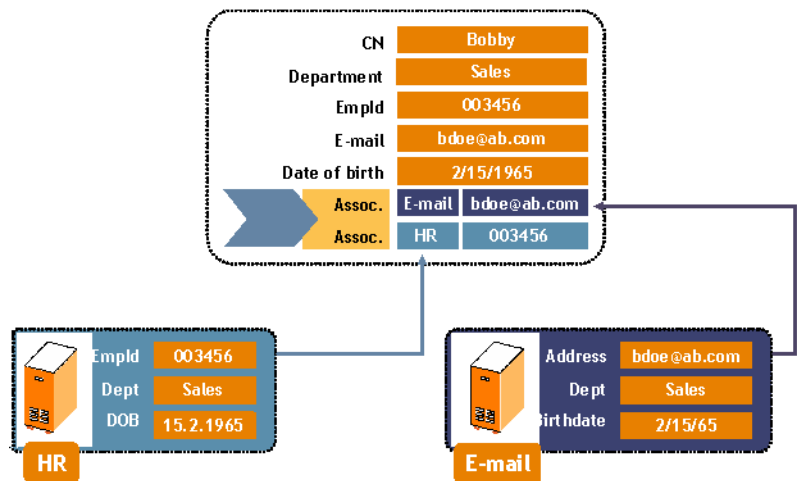 CN Bobby
Department Sales
EmpId 003456
E-mail bdoe@ab.com
Date of birth 2/15/1965
Assoc. E-mail bdoe@ab.com
Assoc. HR 003456
EmpId 003456
Dept Sales
DOB 15.2.1965
HR
Address bdoe@ab.com
Dept Sales
Birthdate 2/15/65
E-mail